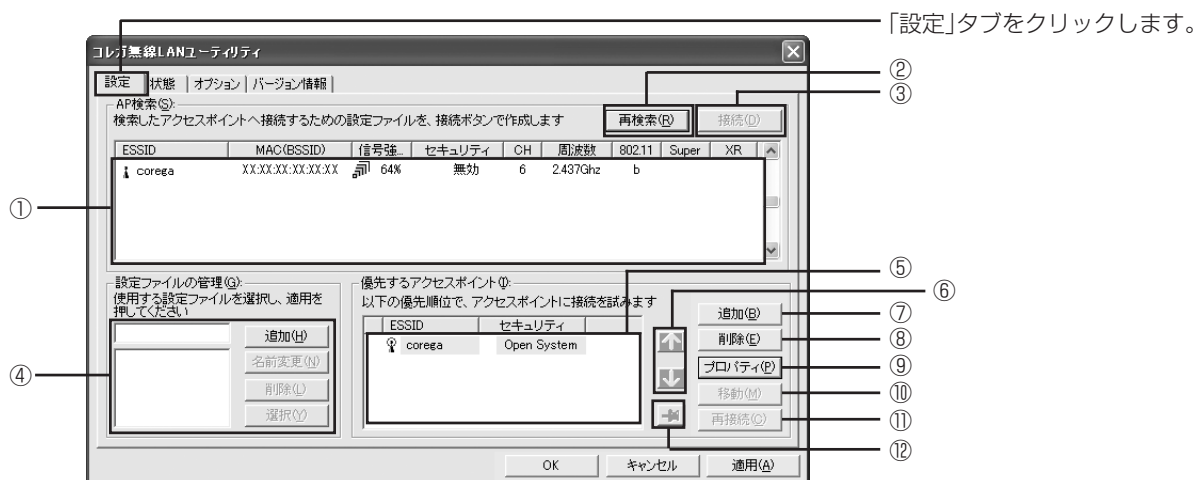 「設定」タブをクリックします。
コレガ無線LANユーティリティ
設定 状態 オプション バージョン情報
②
③
AP検索(S):
検索したアクセスポイントへ接続するための設定ファイルを、接続ボタンで作成します 再検索(R) 接続(D)
ESSID MAC(BSSID) 信号強... セキュリティ CH 周波数 802.11 Super XR
corega XX:XX:XX:XX:XX:XX 64% 無効 6 2.437Ghz b
①
⑤
⑥
設定ファイルの管理(G):
使用する設定ファイルを選択し、適用を
押してください
追加(H)
名前変更(N)
削除(L)
選択(Y)
④
優先するアクセスポイント(I):
以下の優先順位で、アクセスポイントに接続を試みます
ESSID セキュリティ
corega Open System
追加(B) ⑦
削除(E) ⑧
プロパティ(P) ⑨
移動(M) ⑩
再接続(C) ⑪
⑫
OK キャンセル 適用(A)